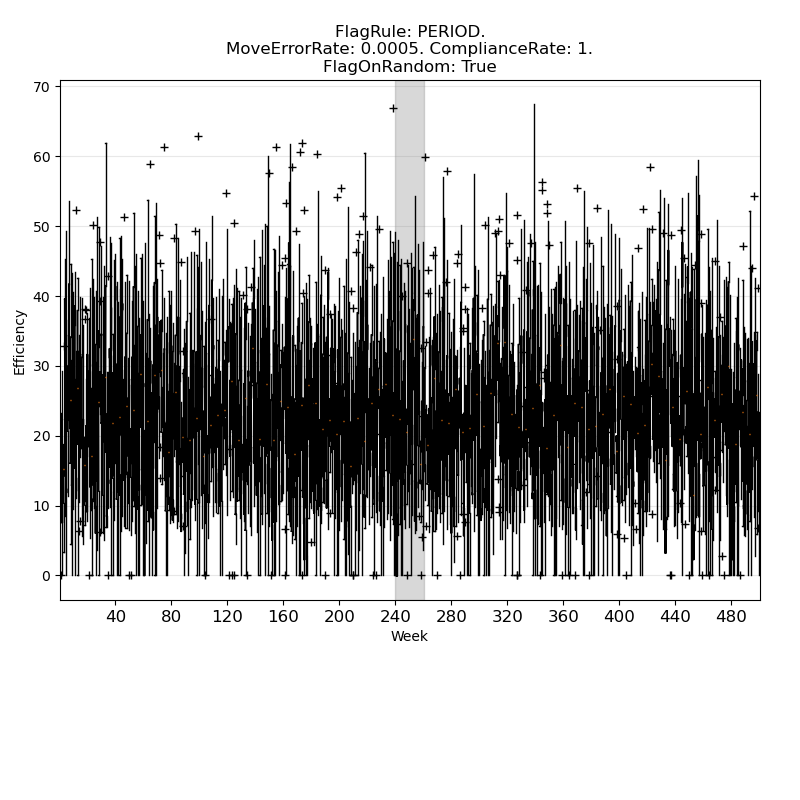 FlagRule: PERIOD.
MoveErrorRate: 0.0005. ComplianceRate: 1.
FlagOnRandom: True
70
60
50
40
30
20
10
0
Efficiency
40 80 120 160 200 240 280 320 360 400 440 480
Week